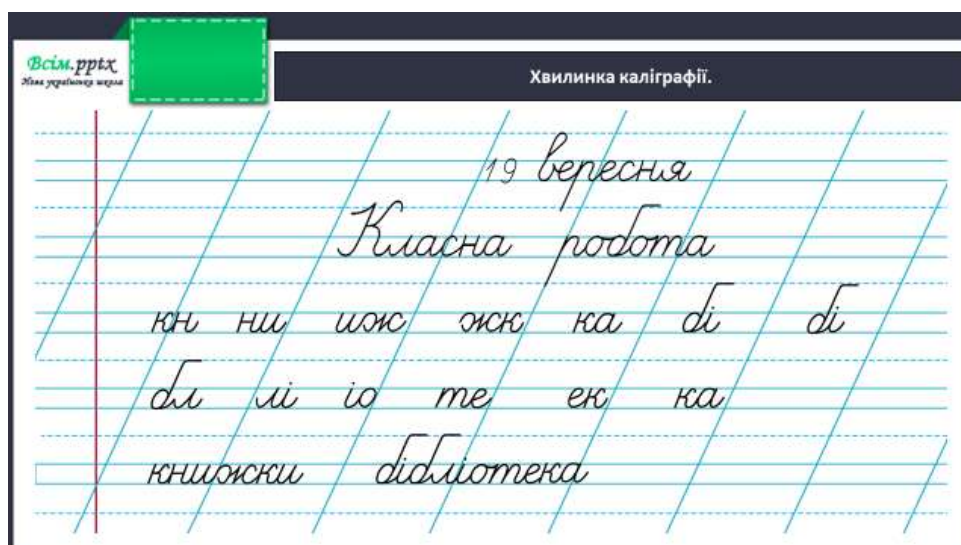 Всім.pptx
Нова українська школа
Хвилинка каліграфії.
19 вересня
Класна робота
кн ни иж жк ка бі бі
бл лі іо те ек ка
книжки бібліотека